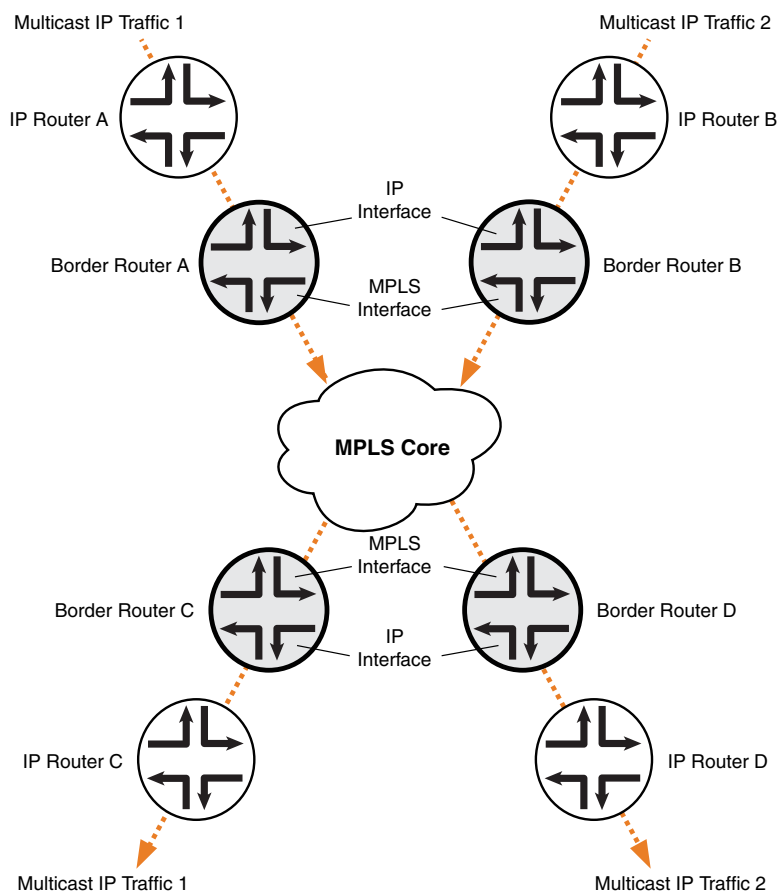 Multicast IP Traffic 1
Multicast IP Traffic 2
IP Router A
IP Router B
IP
Interface
Border Router A
Border Router B
MPLS
Interface
MPLS Core
MPLS
Interface
Border Router C
Border Router D
IP
Interface
IP Router C
IP Router D
Multicast IP Traffic 1
Multicast IP Traffic 2